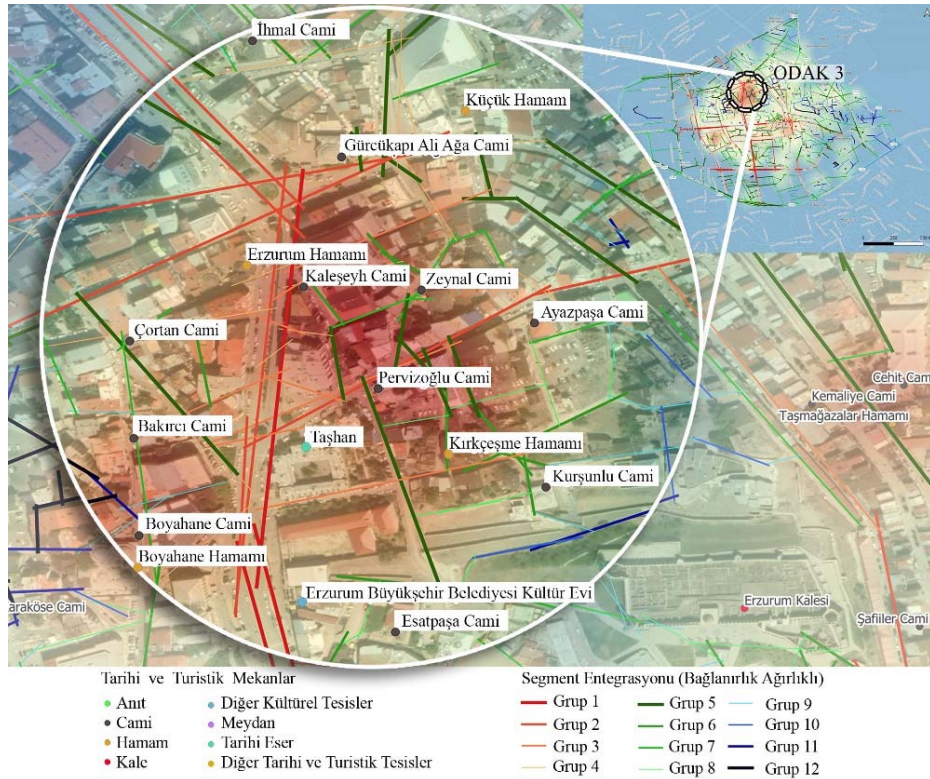 İhmal Cami
ODAK 3
Küçük Hamam
Gürcükapı Ali Ağa Cami
Erzurum Hamamı
Kaleşeyh Cami
Zeynal Cami
Ayazpaşa Cami
Çortan Cami
Pervizoğlu Cami
Cehit Cami
Kemaliye Cami
Taşmağazalar Hamamı
Bakırcı Cami
Taşhan
Kırkçeşme Hamamı
Kurşunlu Cami
Boyahane Cami
Boyahane Hamamı
Erzurum Büyükşehir Belediyesi Kültür Evi
araköse Cami
Erzurum Kalesi
Esatpaşa Cami
Şafiiler Cami
Tarihi ve Turistik Mekanlar
Anıt
Cami
Hamam
Kale
Diğer Kültürel Tesisler
Meydan
Tarihi Eser
Diğer Tarihi ve Turistik Tesisler
Segment Entegrasyonu (Bağlanırlık Ağırlıklı)
Grup 1
Grup 2
Grup 3
Grup 4
Grup 5
Grup 6
Grup 7
Grup 8
Grup 9
Grup 10
Grup 11
Grup 12